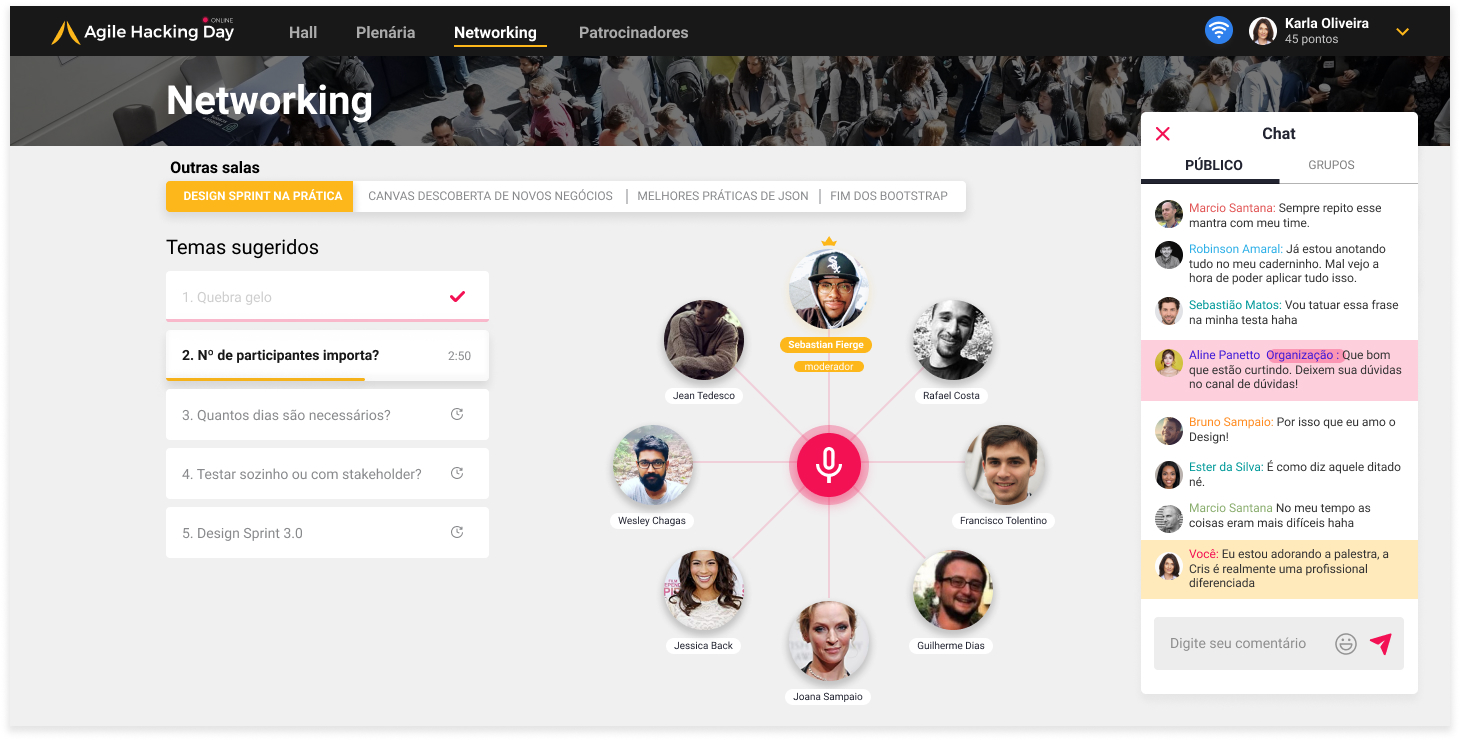 ONLINE
Agile Hacking Day
Hall
Plenária
Networking
Patrocinadores
Karla Oliveira
45 pontos
Networking
Outras salas
DESIGN SPRINT NA PRÁTICA
CANVAS DESCOBERTA DE NOVOS NEGÓCIOS
MELHORES PRÁTICAS DE JSON
FIM DOS BOOTSTRAP
Temas sugeridos
1. Quebra gelo
2. Nº de participantes importa?
2:50
3. Quantos dias são necessários?
4. Testar sozinho ou com stakeholder?
5. Design Sprint 3.0
Sebastian Fierge
moderador
Jean Tedesco
Rafael Costa
Wesley Chagas
Francisco Tolentino
Jessica Back
Guilherme Dias
Joana Sampaio
Chat
PÚBLICO
GRUPOS
Marcio Santana: Sempre repito esse
mantra com meu time.
Robinson Amaral: Já estou anotando
tudo no meu caderninho. Mal vejo a
hora de poder aplicar tudo isso.
Sebastião Matos: Vou tatuar essa frase
na minha testa haha
Aline Panetto Organização : Que bom
que estão curtindo. Deixem sua dúvidas
no canal de dúvidas!
Bruno Sampaio: Por isso que eu amo o
Design!
Ester da Silva: É como diz aquele ditado
né.
Marcio Santana No meu tempo as
coisas eram mais difíceis haha
Você: Eu estou adorando a palestra, a
Cris é realmente uma profissional
diferenciada
Digite seu comentário